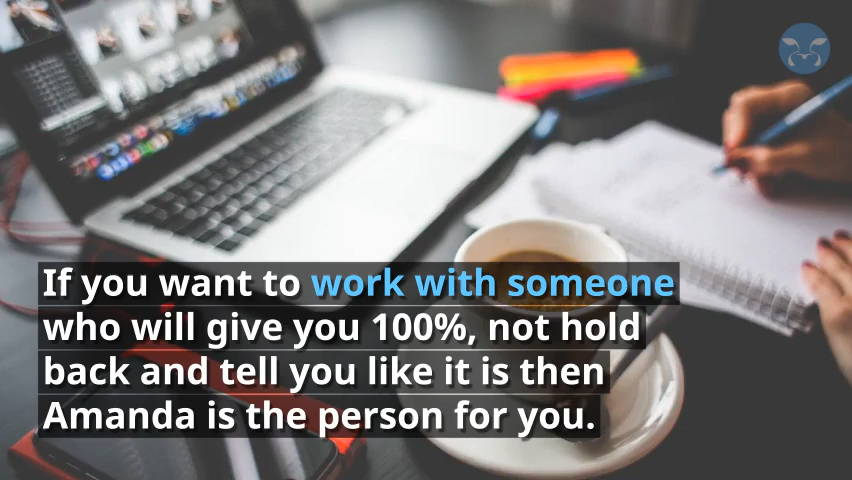 If you want to work with someone
who will give you 100%, not hold
back and tell you like it is then
Amanda is the person for you.